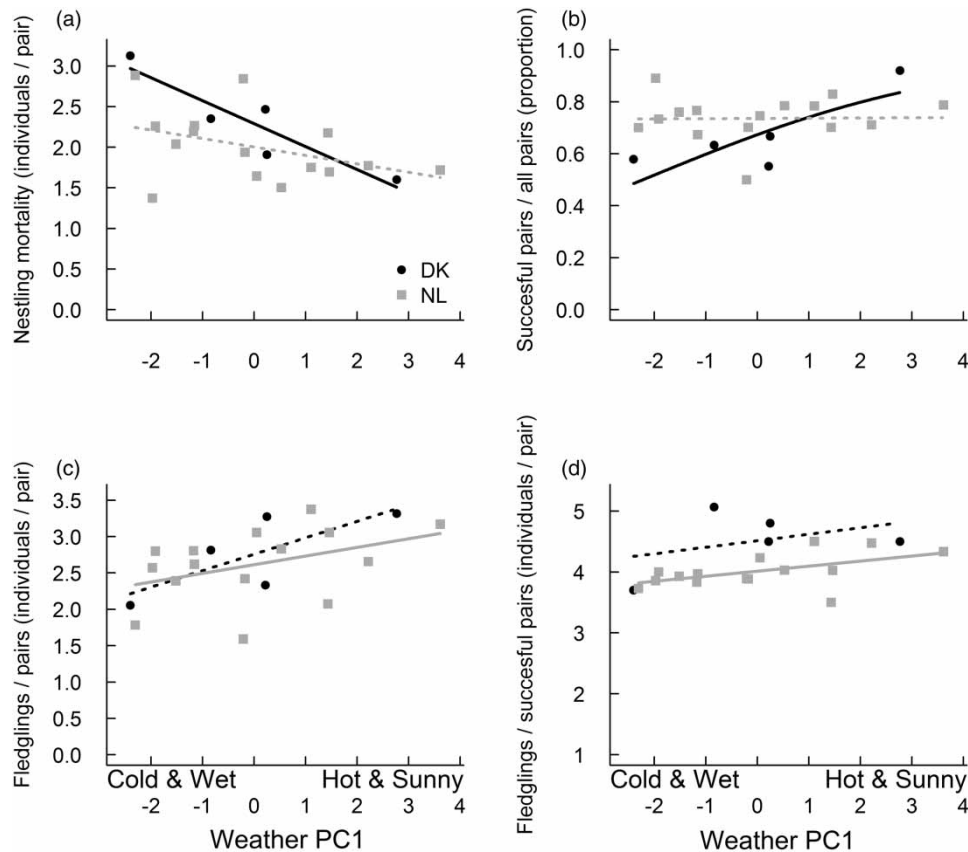 (a)
Nestling mortality (individuals / pair)
3.0
2.5
2.0
1.5
1.0
0.5
0.0
DK
NL
-2 -1 0 1 2 3 4
(b)
Succesful pairs / all pairs (proportion)
1.0
0.8
0.6
0.4
0.2
0.0
-2 -1 0 1 2 3 4
(c)
Fledglings / pairs (individuals / pair)
3.5
3.0
2.5
2.0
1.5
1.0
0.5
0.0
Cold & Wet Hot & Sunny
-2 -1 0 1 2 3 4
Weather PC1
(d)
Fledglings / succesful pairs (individuals / pair)
5
4
3
2
1
Cold & Wet Hot & Sunny
-2 -1 0 1 2 3 4
Weather PC1